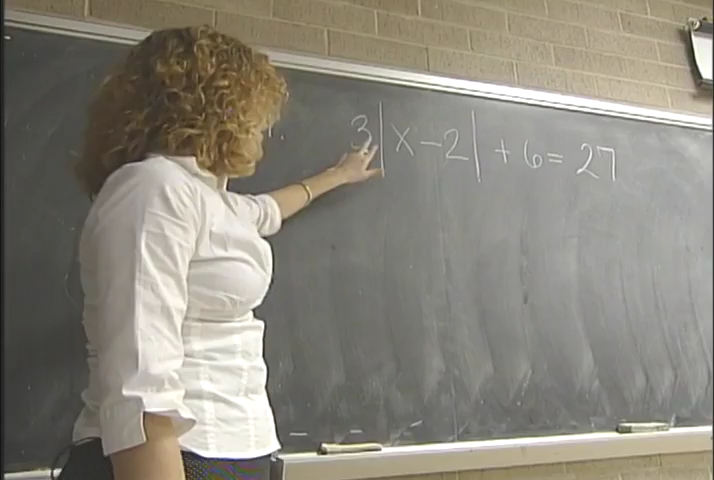 3|x-2| + 6 = 27